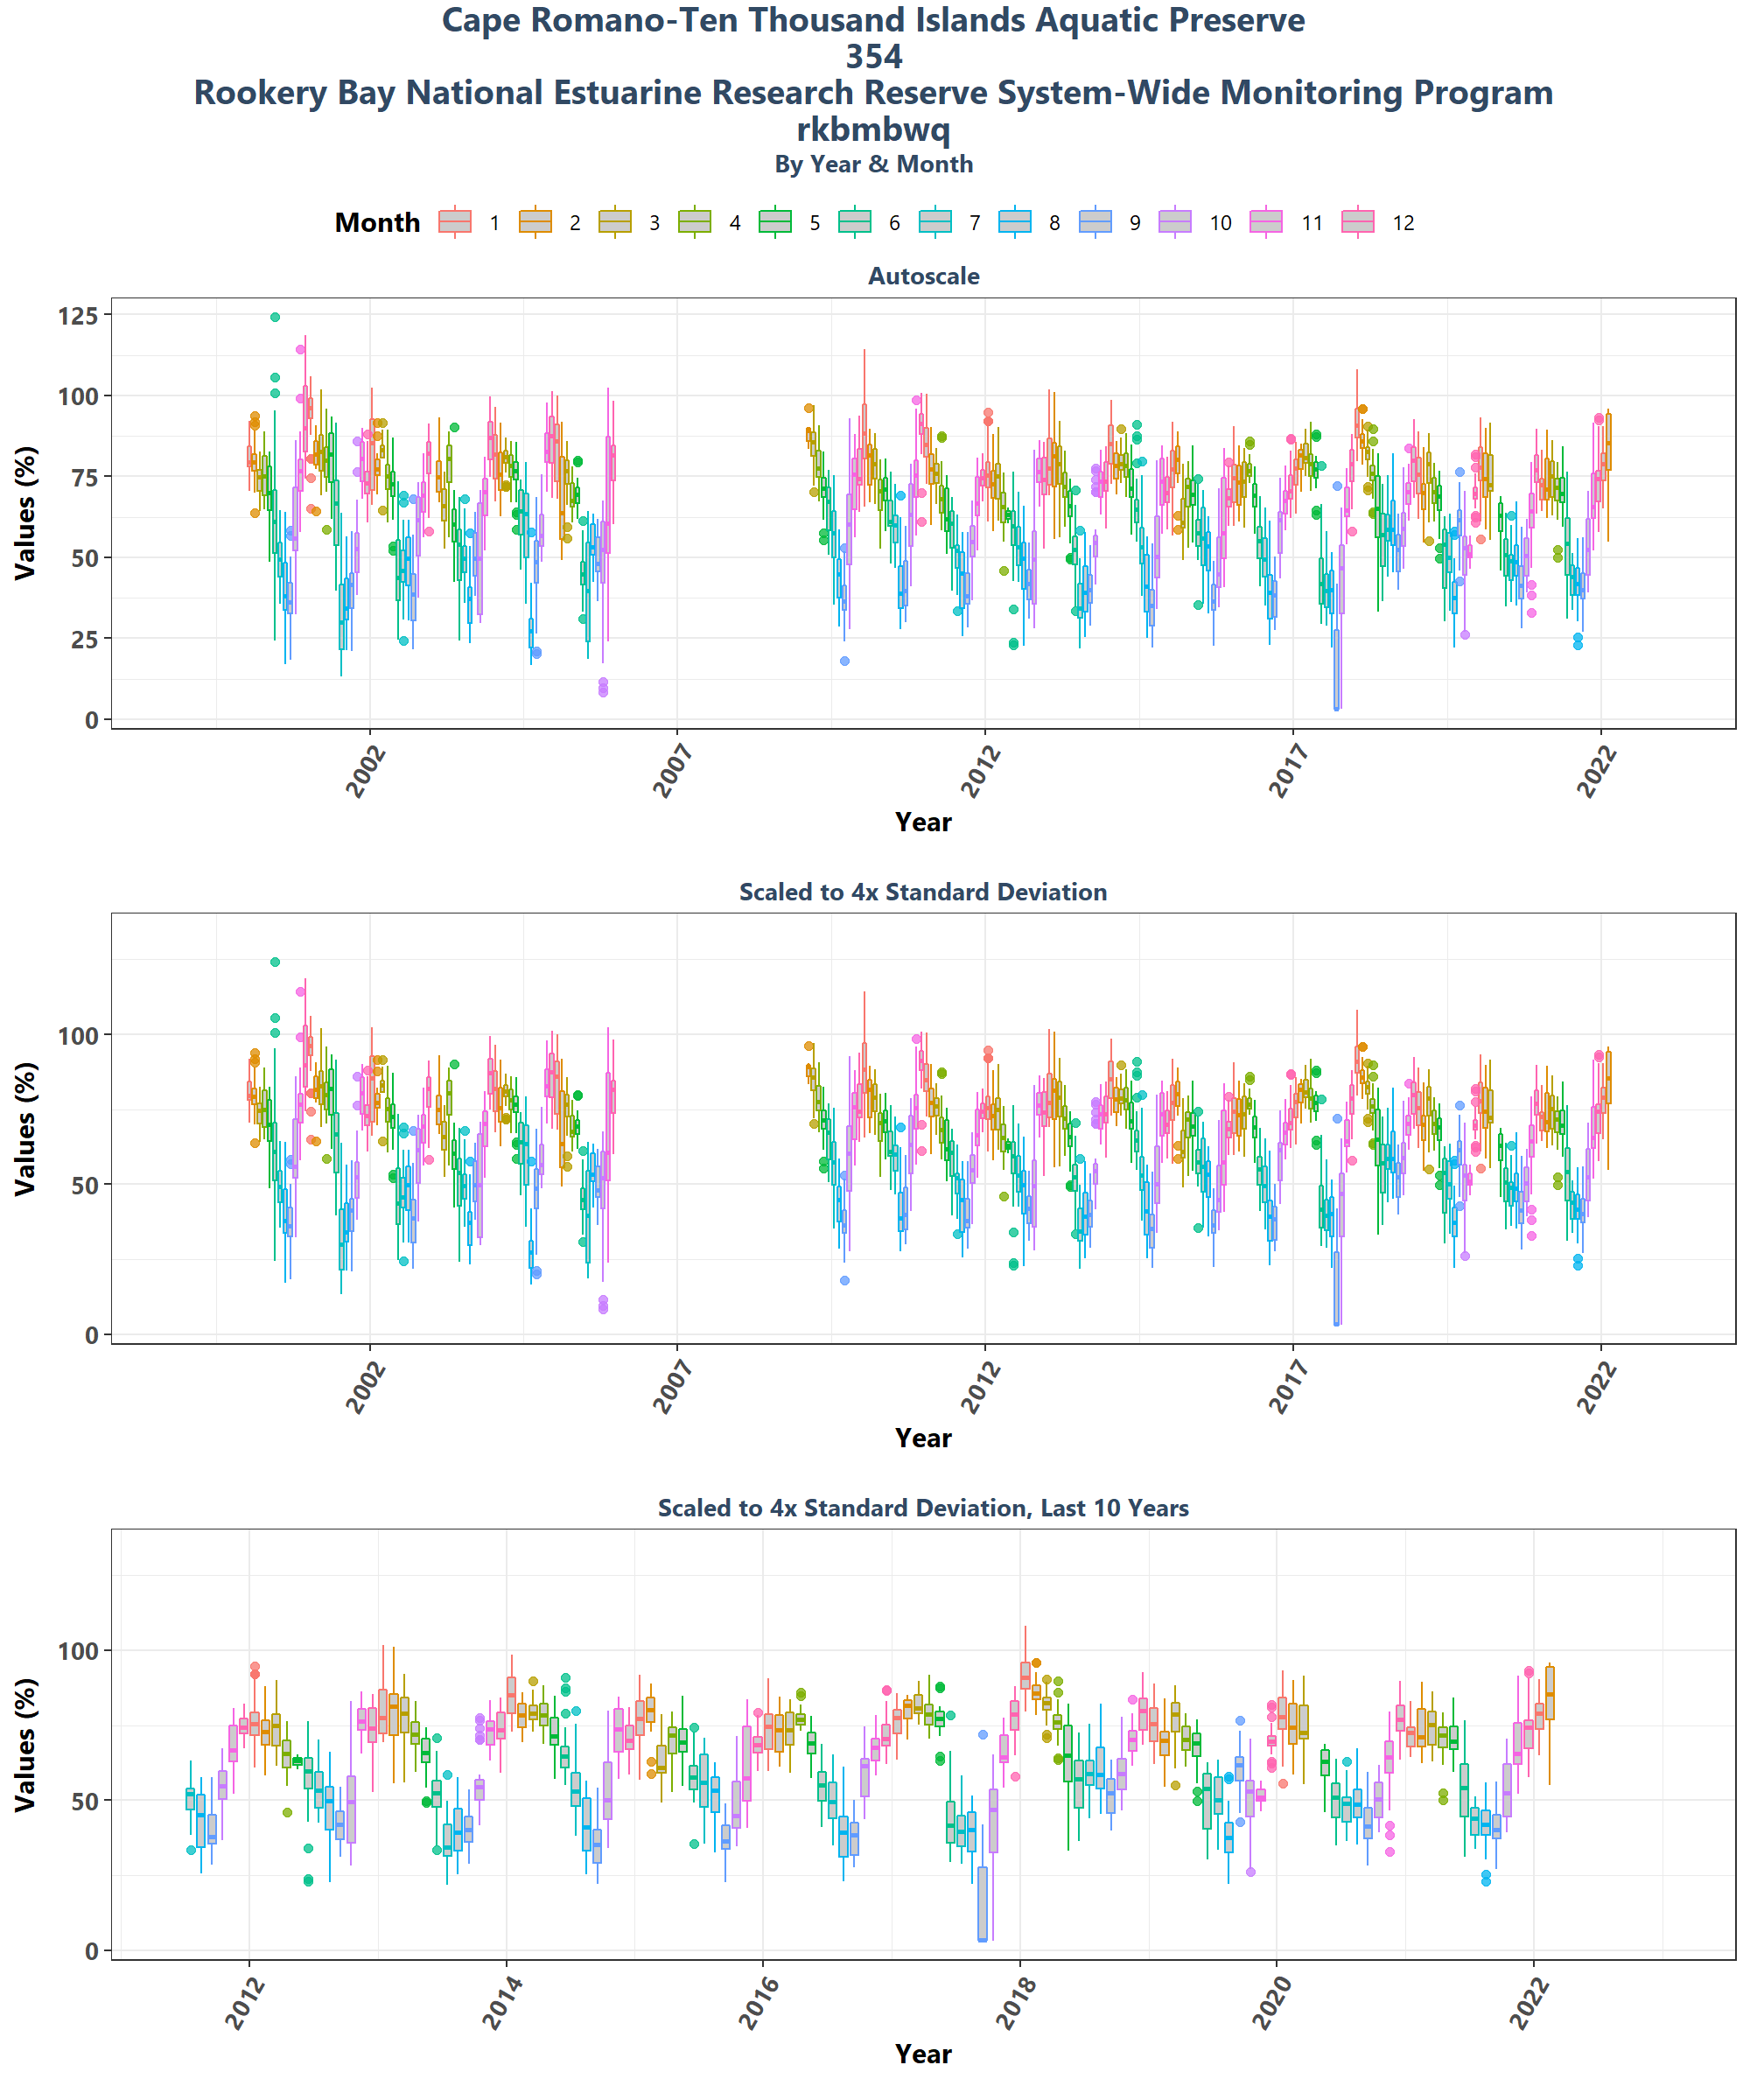 Cape Romano-Ten Thousand Islands Aquatic Preserve
354
Rookery Bay National Estuarine Research Reserve System-Wide Monitoring Program
rkbmbwq
By Year & Month
Month 1 2 3 4 5 6 7 8 9 10 11 12
Autoscale
Values (%)
125
100
75
50
25
0
2002 2007 2012 2017 2022
Year
Scaled to 4x Standard Deviation
Values (%)
100
50
0
2002 2007 2012 2017 2022
Year
Scaled to 4x Standard Deviation, Last 10 Years
Values (%)
100
50
0
2012 2014 2016 2018 2020 2022
Year